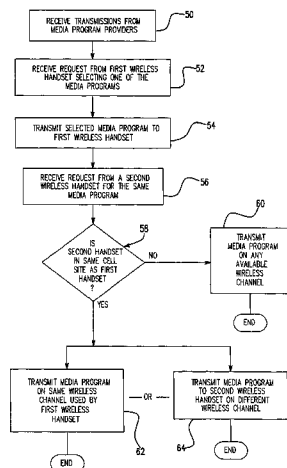 RECEIVE TRANSMISSIONS FROM
MEDIA PROGRAM PROVIDERS
50
RECEIVE REQUEST FROM FIRST WIRELESS
HANDSET SELECTING ONE OF THE
MEDIA PROGRAMS
52
TRANSMIT SELECTED MEDIA PROGRAM TO
FIRST WIRELESS HANDSET
54
RECEIVE REQUEST FROM A SECOND
WIRELESS HANDSET FOR THE SAME
MEDIA PROGRAM
56
IS
SECOND HANDSET
IN SAME CELL
SITE AS FIRST
HANDSET
?
58
NO
YES
60
TRANSMIT
MEDIA PROGRAM
ON ANY
AVAILABLE
WIRELESS
CHANNEL
END
TRANSMIT MEDIA PROGRAM
ON SAME WIRELESS
CHANNEL USED BY
FIRST WIRELESS
HANDSET
62
END
— OR —
TRANSMIT MEDIA PROGRAM
TO SECOND WIRELESS
HANDSET ON DIFFERENT
WIRELESS CHANNEL
64
END